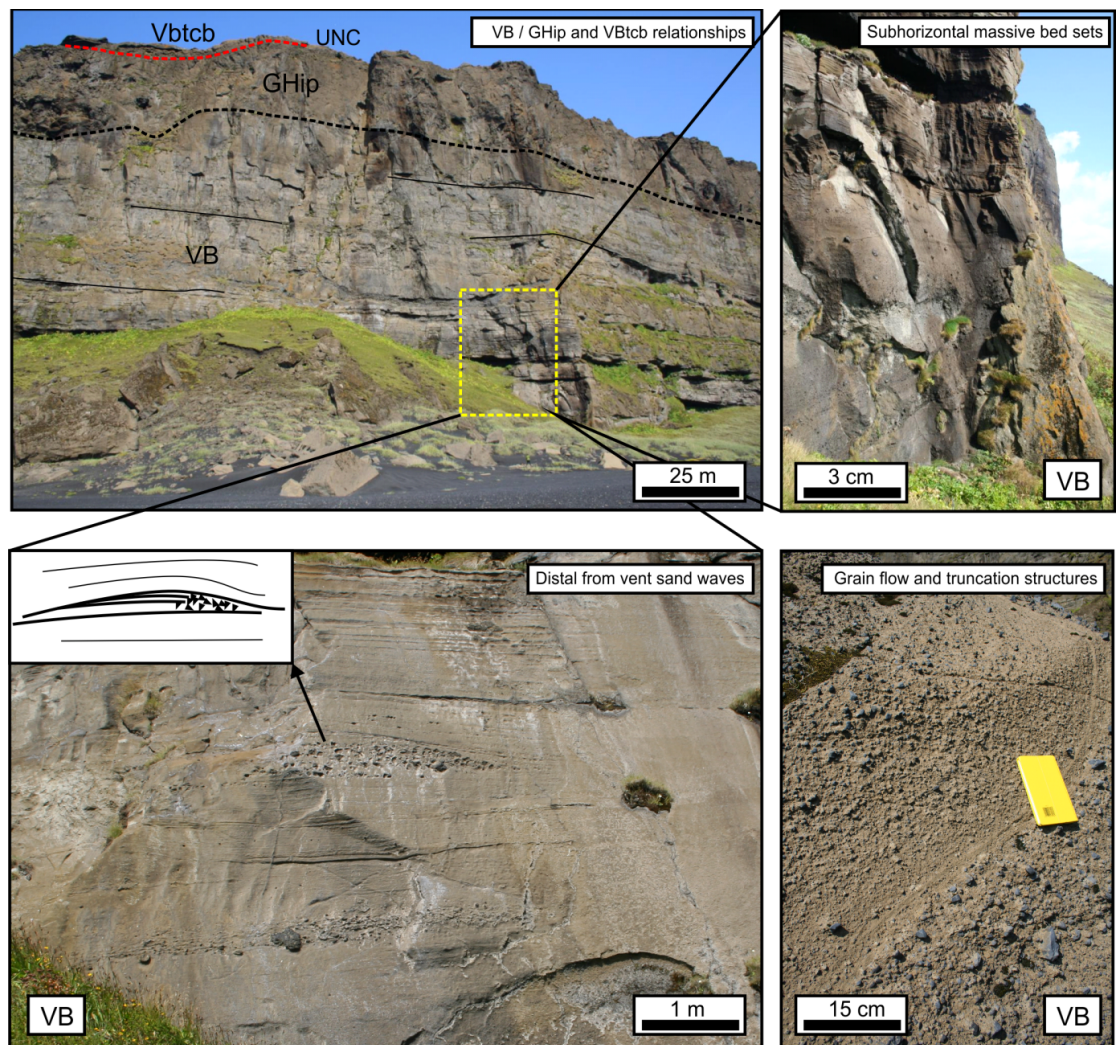 Vbtcb
UNC
VB / GHip and VBtcb relationships
GHip
VB
25 m
Subhorizontal massive bed sets
3 cm
VB
Distal from vent sand waves
VB
1 m
Grain flow and truncation structures
15 cm
VB